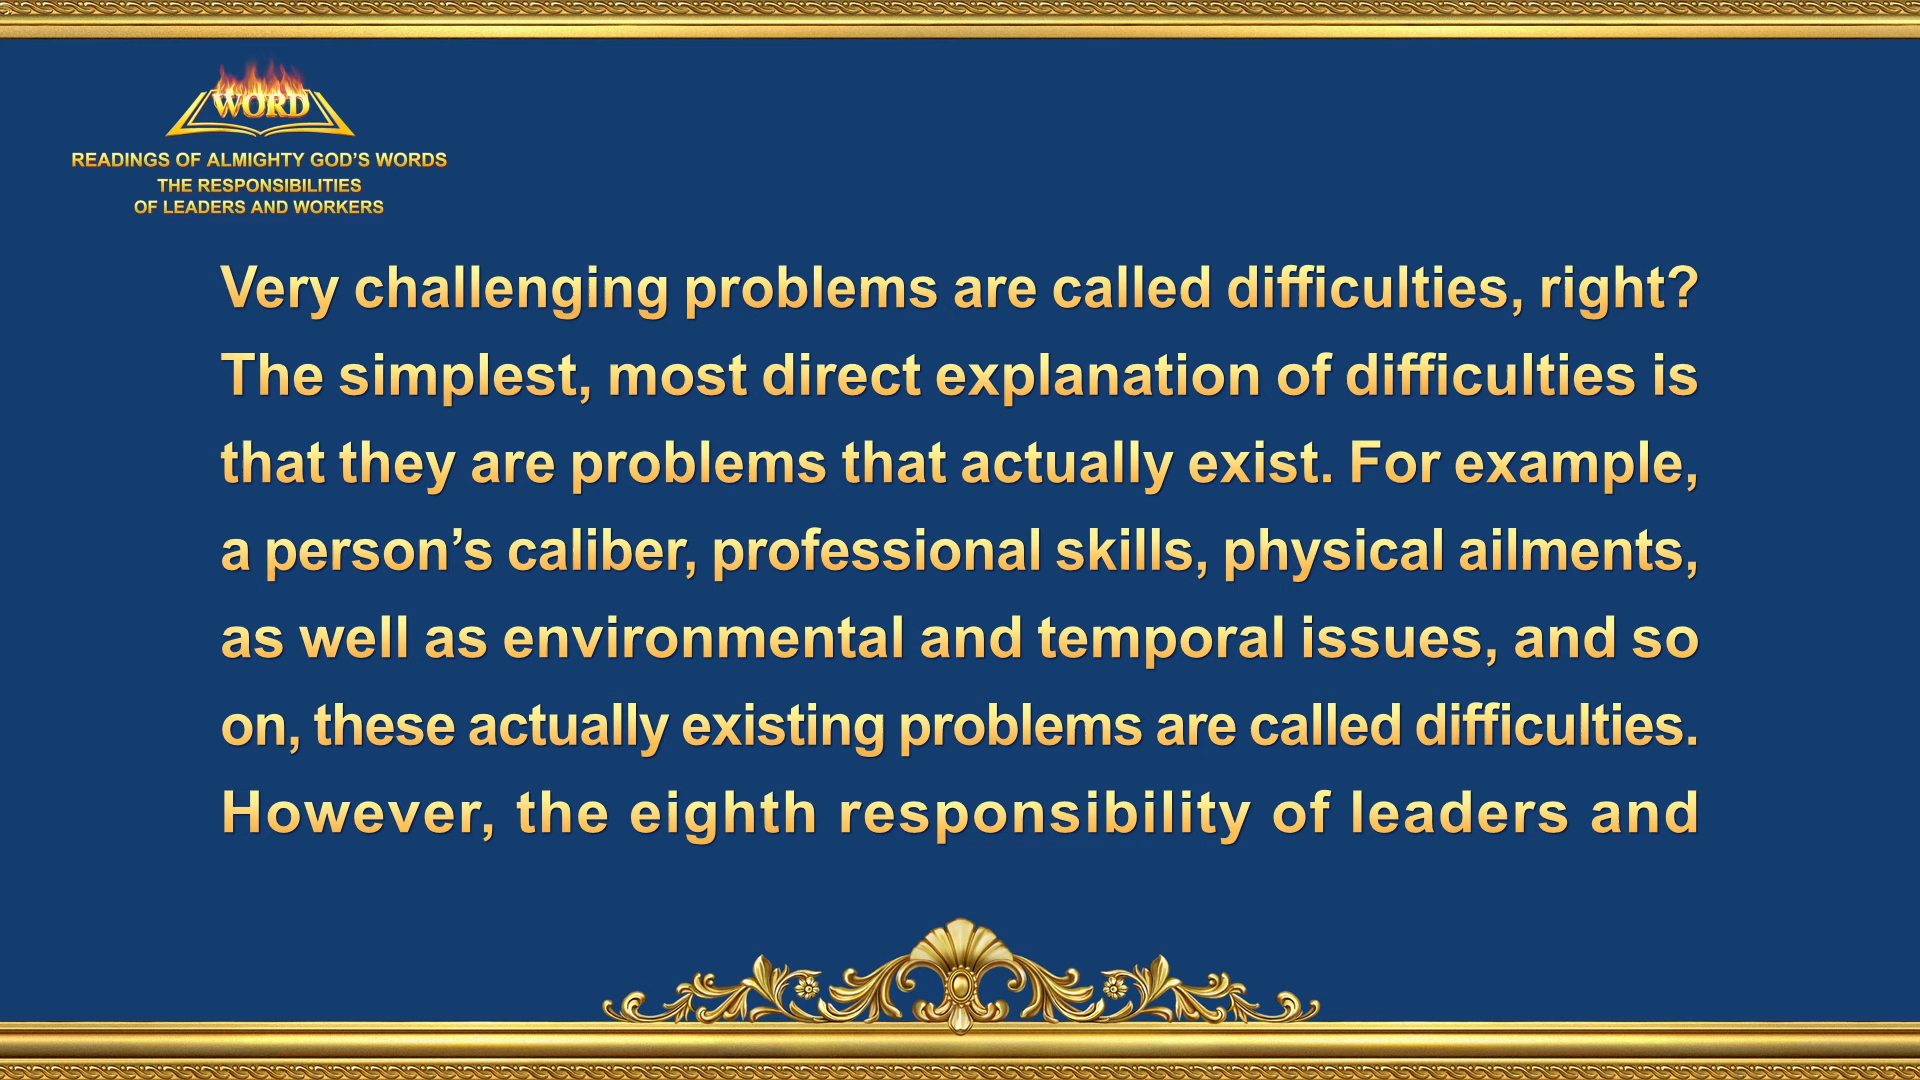 WORD
READINGS OF ALMIGHTY GOD’S WORDS
THE RESPONSIBILITIES
OF LEADERS AND WORKERS
Very challenging problems are called difficulties, right?
The simplest, most direct explanation of difficulties is
that they are problems that actually exist. For example,
a person’s caliber, professional skills, physical ailments,
as well as environmental and temporal issues, and so
on, these actually existing problems are called difficulties.
However, the eighth responsibility of leaders and